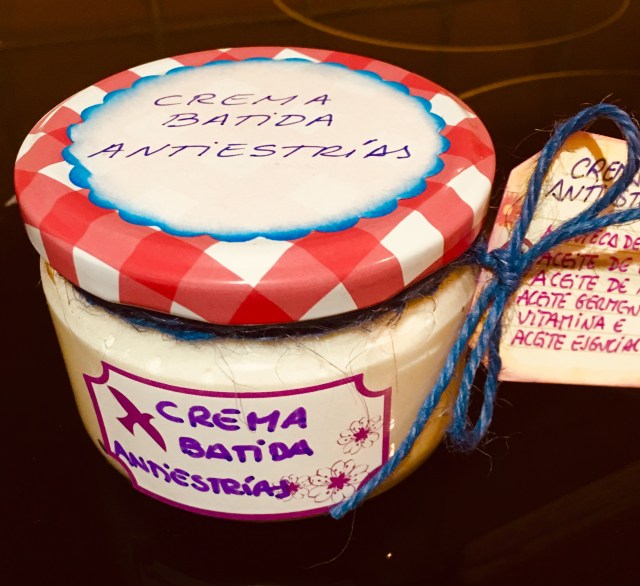 CREMA
BATIDA
ANTIESTRÍAS
CREMA
BATIDA
ANTIESTRÍAS
ACEITE DE
ACEITE DE
ACEITE
VITAMINA E
ACEITE